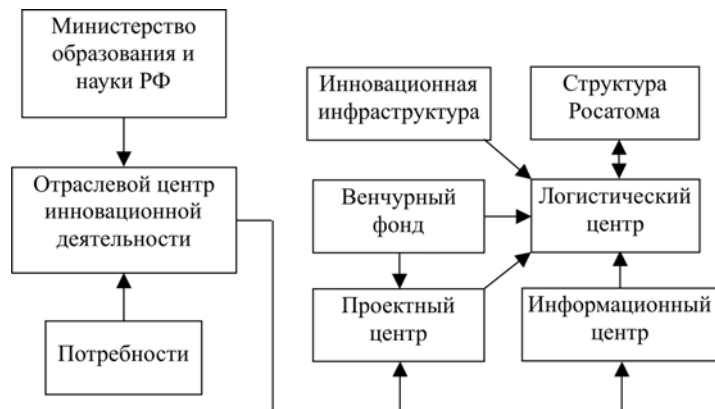 Министерство
образования и
науки РФ
Отраслевой центр
инновационной
деятельности
Потребности
Инновационная
инфраструктура
Структура
Росатома
Венчурный
фонд
Логистический
центр
Проектный
центр
Информационный
центр